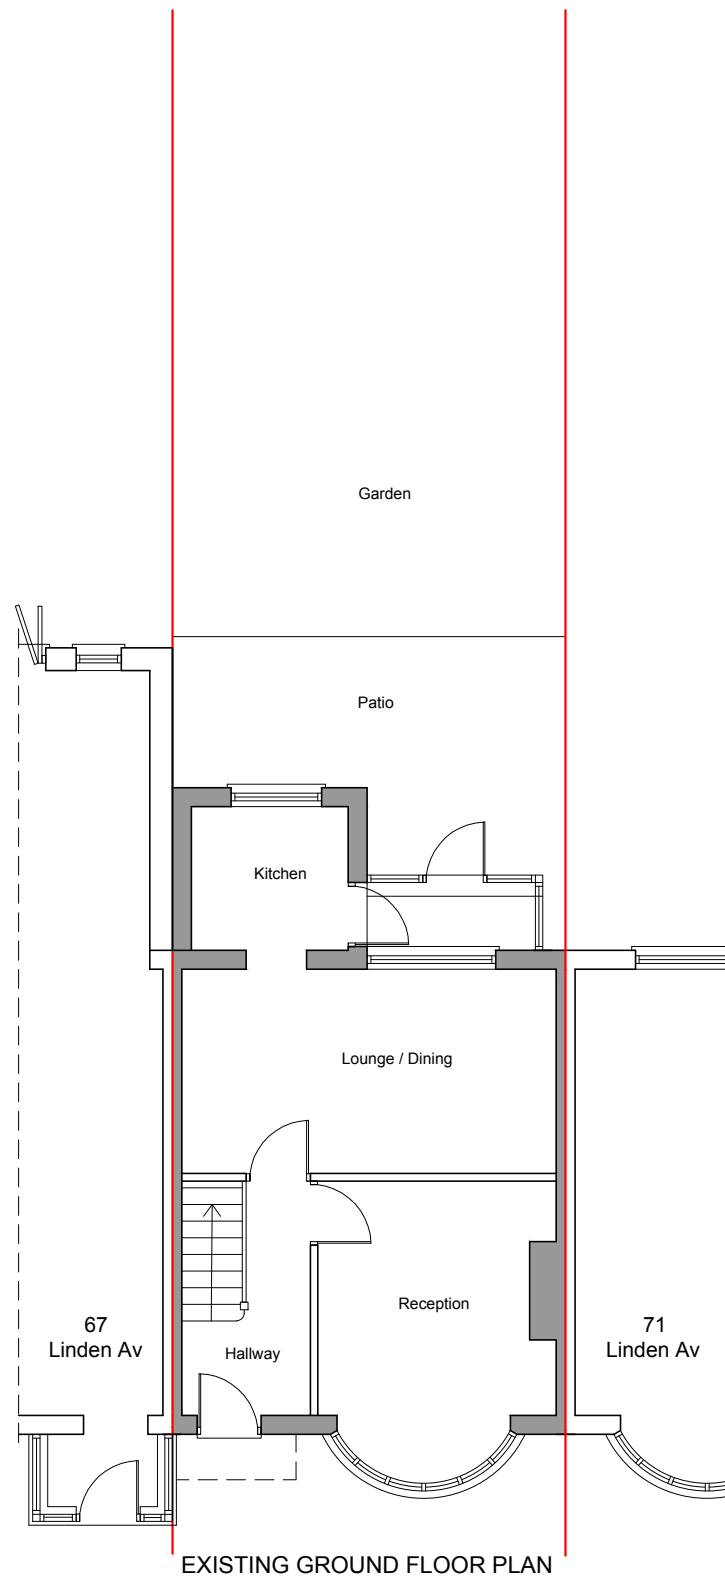 Garden
Patio
Kitchen
Lounge / Dining
Reception
67
Linden Av
71
Linden Av
Hallway
EXISTING GROUND FLOOR PLAN